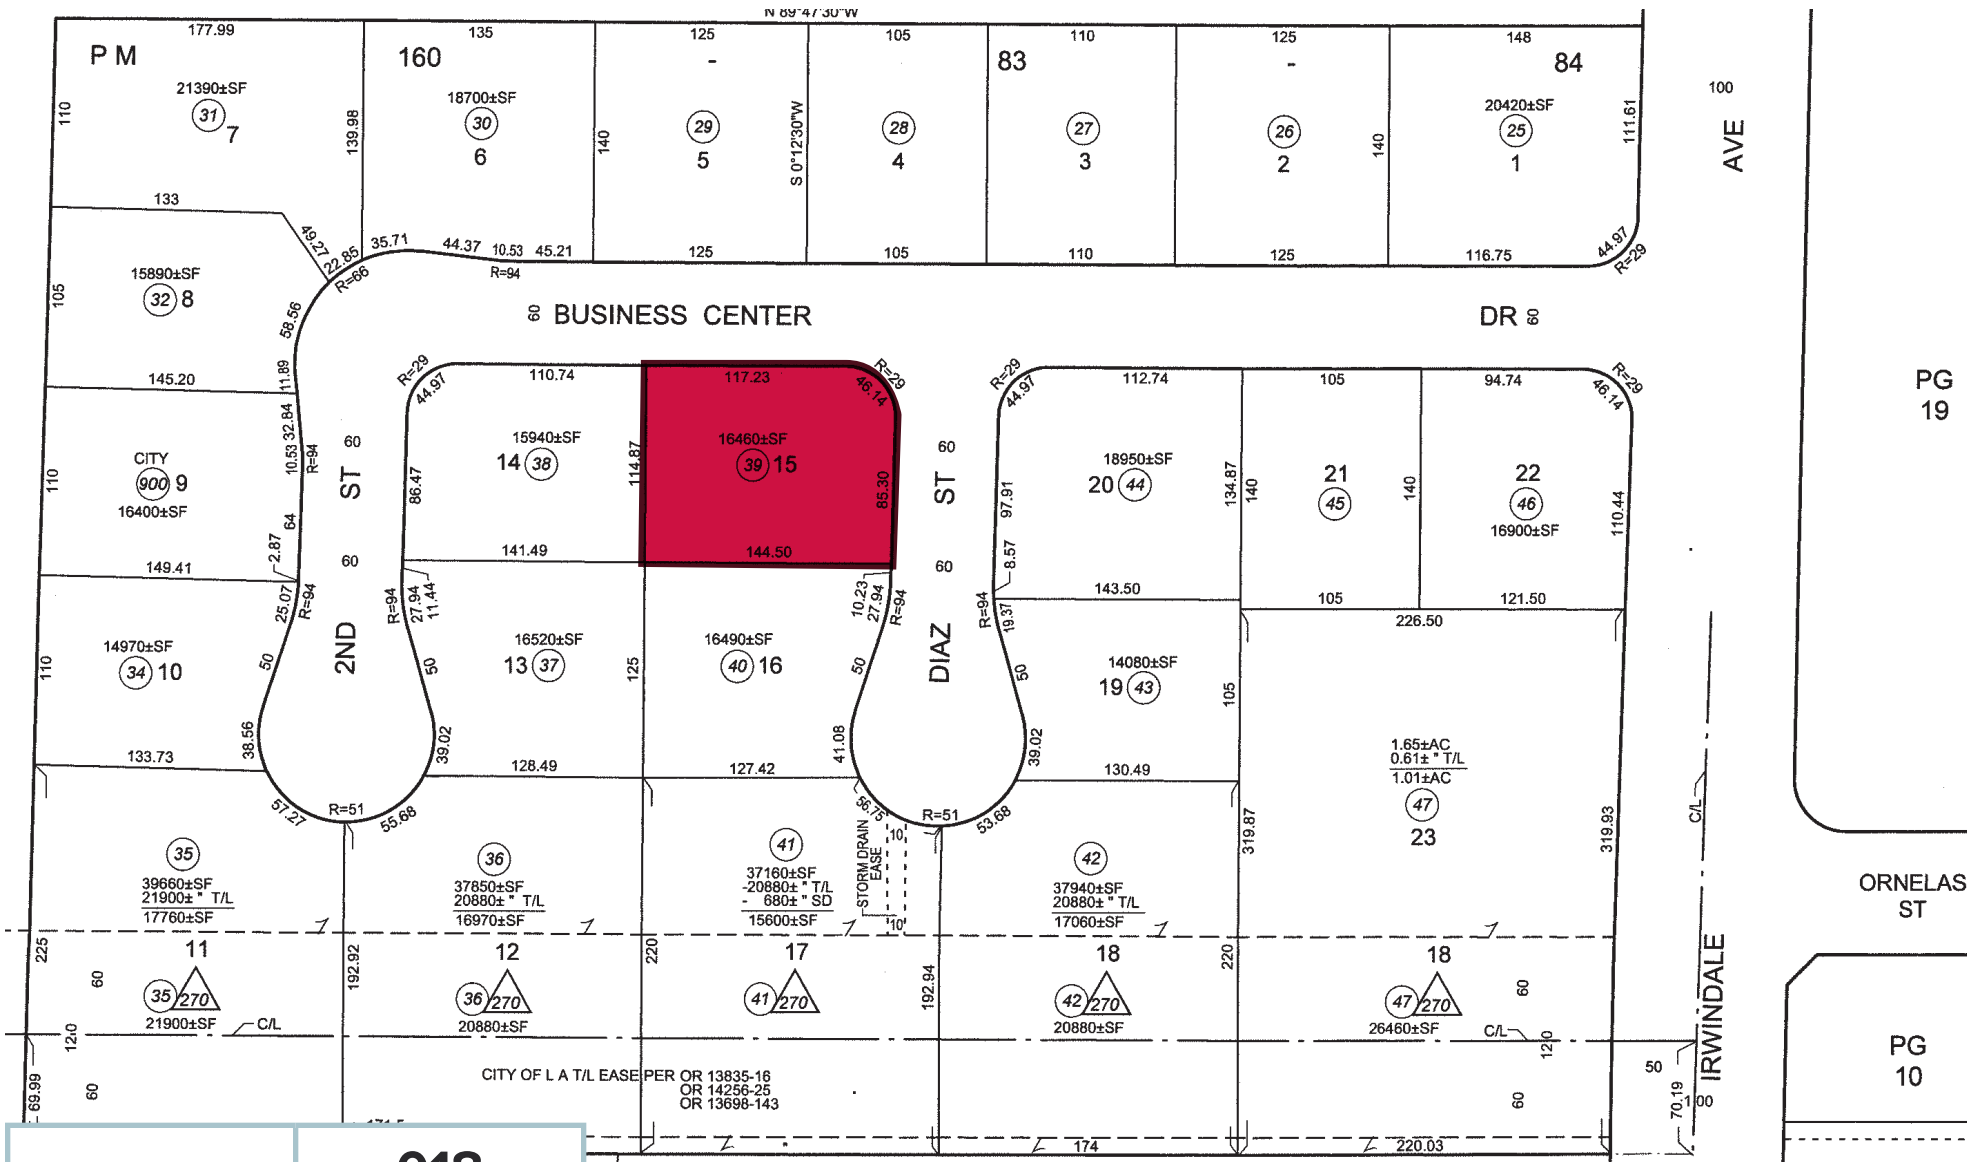 N 89°47'30"W
177.99
135
125
105
110
125
148
P M
160
-
83
-
84
100
21390±SF
31
7
110
139.98
18700±SF
30
6
140
29
5
S 0°12'30"W
28
4
27
3
26
2
140
20420±SF
25
1
111.61
AVE
133
49.27
22.85
R=66
35.71
44.37
10.53
45.21
R=94
125
105
110
125
116.75
44.97
R=29
15890±SF
32 8
105
58.56
11.89
60 BUSINESS CENTER
DR 60
145.20
R=29
44.97
110.74
117.23
R=29
46.14
R=29
44.97
112.74
105
94.74
R=29
46.14
PG
19
CITY
900 9
16400±SF
110
32.84
10.53
R=94
64
2.87
60
ST
60
2ND
86.47
15940±SF
14 38
114.87
16460±SF
39 15
85.30
60
ST
60
DIAZ
97.91
8.57
18950±SF
20 44
134.87
140
21
45
140
22
46
16900±SF
110.44
149.41
141.49
144.50
143.50
105
121.50
226.50
14970±SF
34 10
110
25.07
R=94
50
38.56
R=94
27.94
11.44
50
39.02
16520±SF
13 37
125
16490±SF
40 16
10.23
27.94
R=94
50
41.08
R=94
19.37
50
39.02
14080±SF
19 43
105
133.73
128.49
127.42
130.49
57.27
R=51
55.68
56.75
R=51
53.68
1.65±AC
0.61± " T/L
1.01±AC
47
23
319.87
319.93
C/L
35
39660±SF
21900± " T/L
17760±SF
36
37850±SF
20880± " T/L
16970±SF
41
37160±SF
-20880± " T/L
- 680± " SD
15600±SF
STORM DRAIN
EASE
10
10'
42
37940±SF
20880± " T/L
17060±SF
ORNELAS
ST
225
11
60
35 270
21900±SF
192.92
12
36 270
20880±SF
220
17
41 270
192.94
18
42 270
20880±SF
220
18
47 270
26460±SF
60
IRWINDALE
120
C/L
C/L
120
69.99
60
CITY OF L A T/L EASE PER OR 13835-16
OR 14256-25
OR 13698-143
60
50
70.19
100
PG
10
"
174
220.03